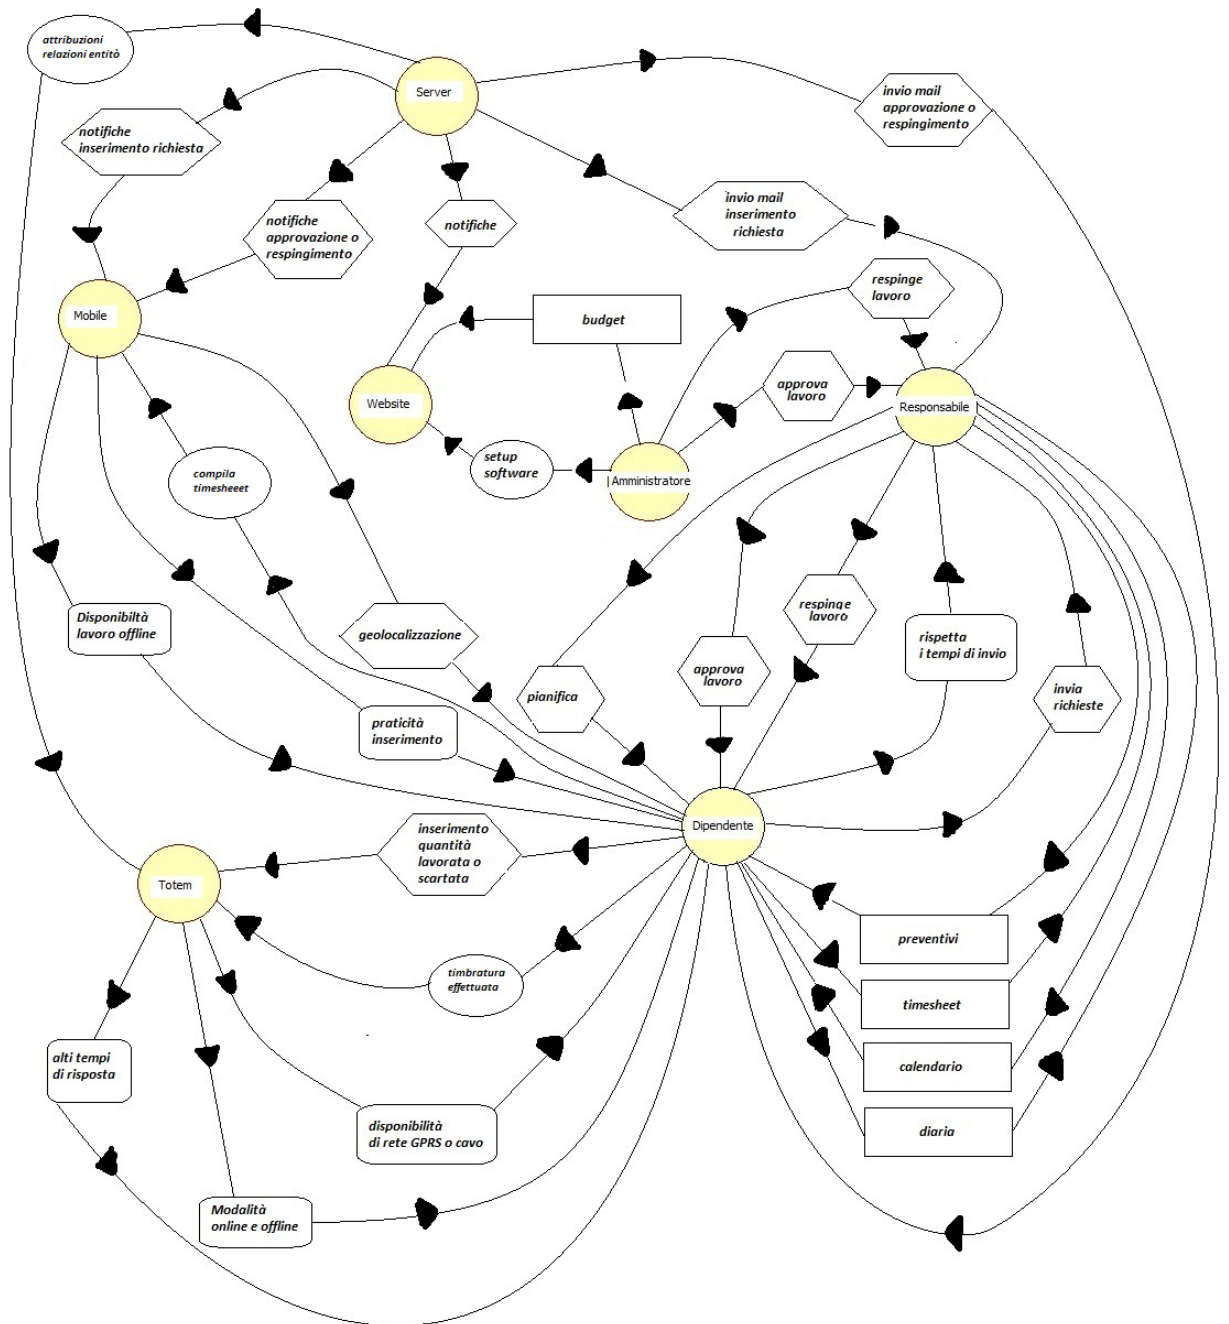 attribuzioni
relazioni entitò
Server
invio mail
approvazione o
respingimento
notifiche
inserimento richiesta
notifiche
approvazione o
respingimento
notifiche
invio mail
inserimento
richiesta
respinge
lavoro
Mobile
budget
approva
lavoro
Website
Responsabile
setup
software
Amministratore
compila
timesheeet
Disponibiltà
lavoro offline
geolocalizzazione
respinge
lavoro
rispetta
i tempi di invio
approva
lavoro
pianifica
invia
richieste
praticità
inserimento
Dipendente
inserimento
quantità
lavorata o
scartata
Totem
preventivi
timbratura
effettuata
timesheet
alti tempi
di risposta
calendario
disponibilità
di rete GPRS o cavo
diaria
Modalità
online e offline